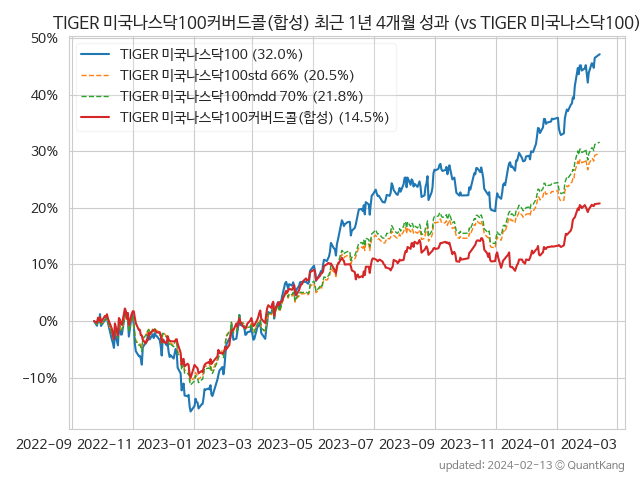 TIGER 미국나스닥100커버드콜(합성) 최근 1년 4개월 성과 (vs TIGER 미국나스닥100)
50%
40%
30%
20%
10%
0%
−10%
TIGER 미국나스닥100 (32.0%)
TIGER 미국나스닥100std 66% (20.5%)
TIGER 미국나스닥100mdd 70% (21.8%)
TIGER 미국나스닥100커버드콜(합성) (14.5%)
2022-09 2022-11 2023-01 2023-03 2023-05 2023-07 2023-09 2023-11 2024-01 2024-03
updated: 2024-02-13 ⓒ QuantKang